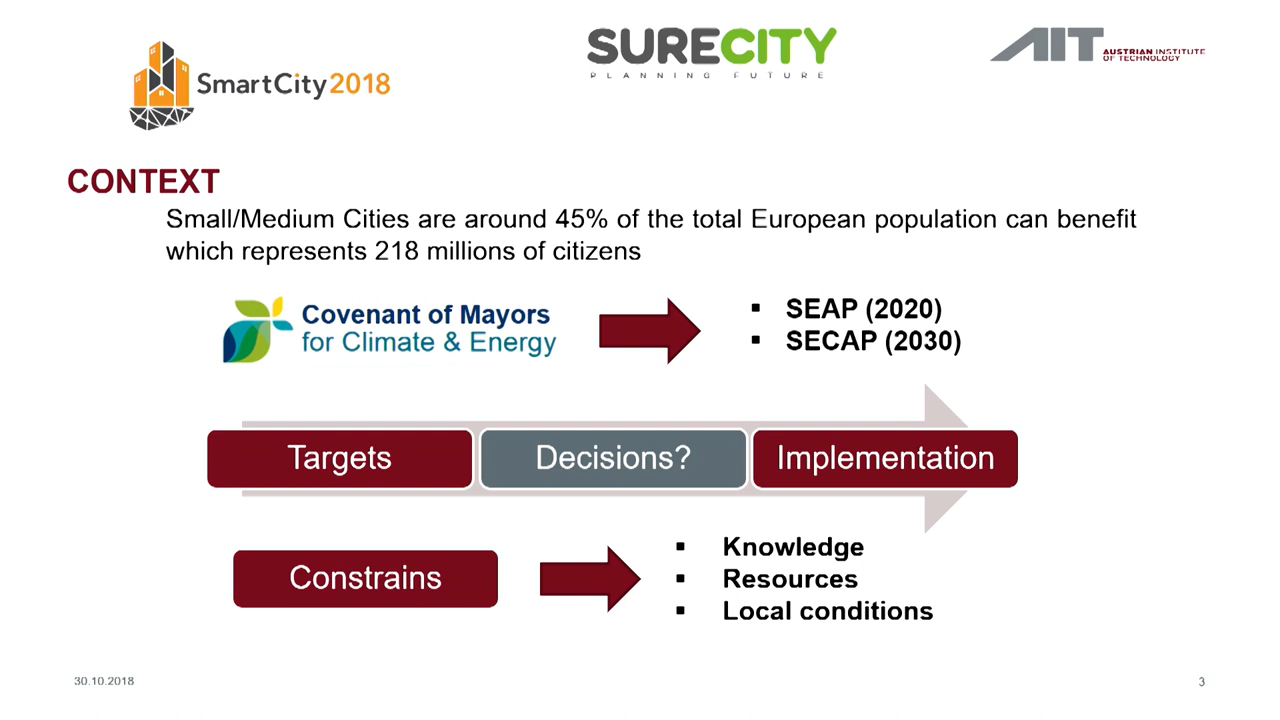 SmartCity 2018
SURECITY
PLANNING FUTURE
AIT AUSTRIAN INSTITUTE
OF TECHNOLOGY
CONTEXT
Small/Medium Cities are around 45% of the total European population can benefit
which represents 218 millions of citizens
Covenant of Mayors
for Climate & Energy
▪ SEAP (2020)
▪ SECAP (2030)
Targets
Decisions?
Implementation
Constrains
▪ Knowledge
▪ Resources
▪ Local conditions
30.10.2018
3